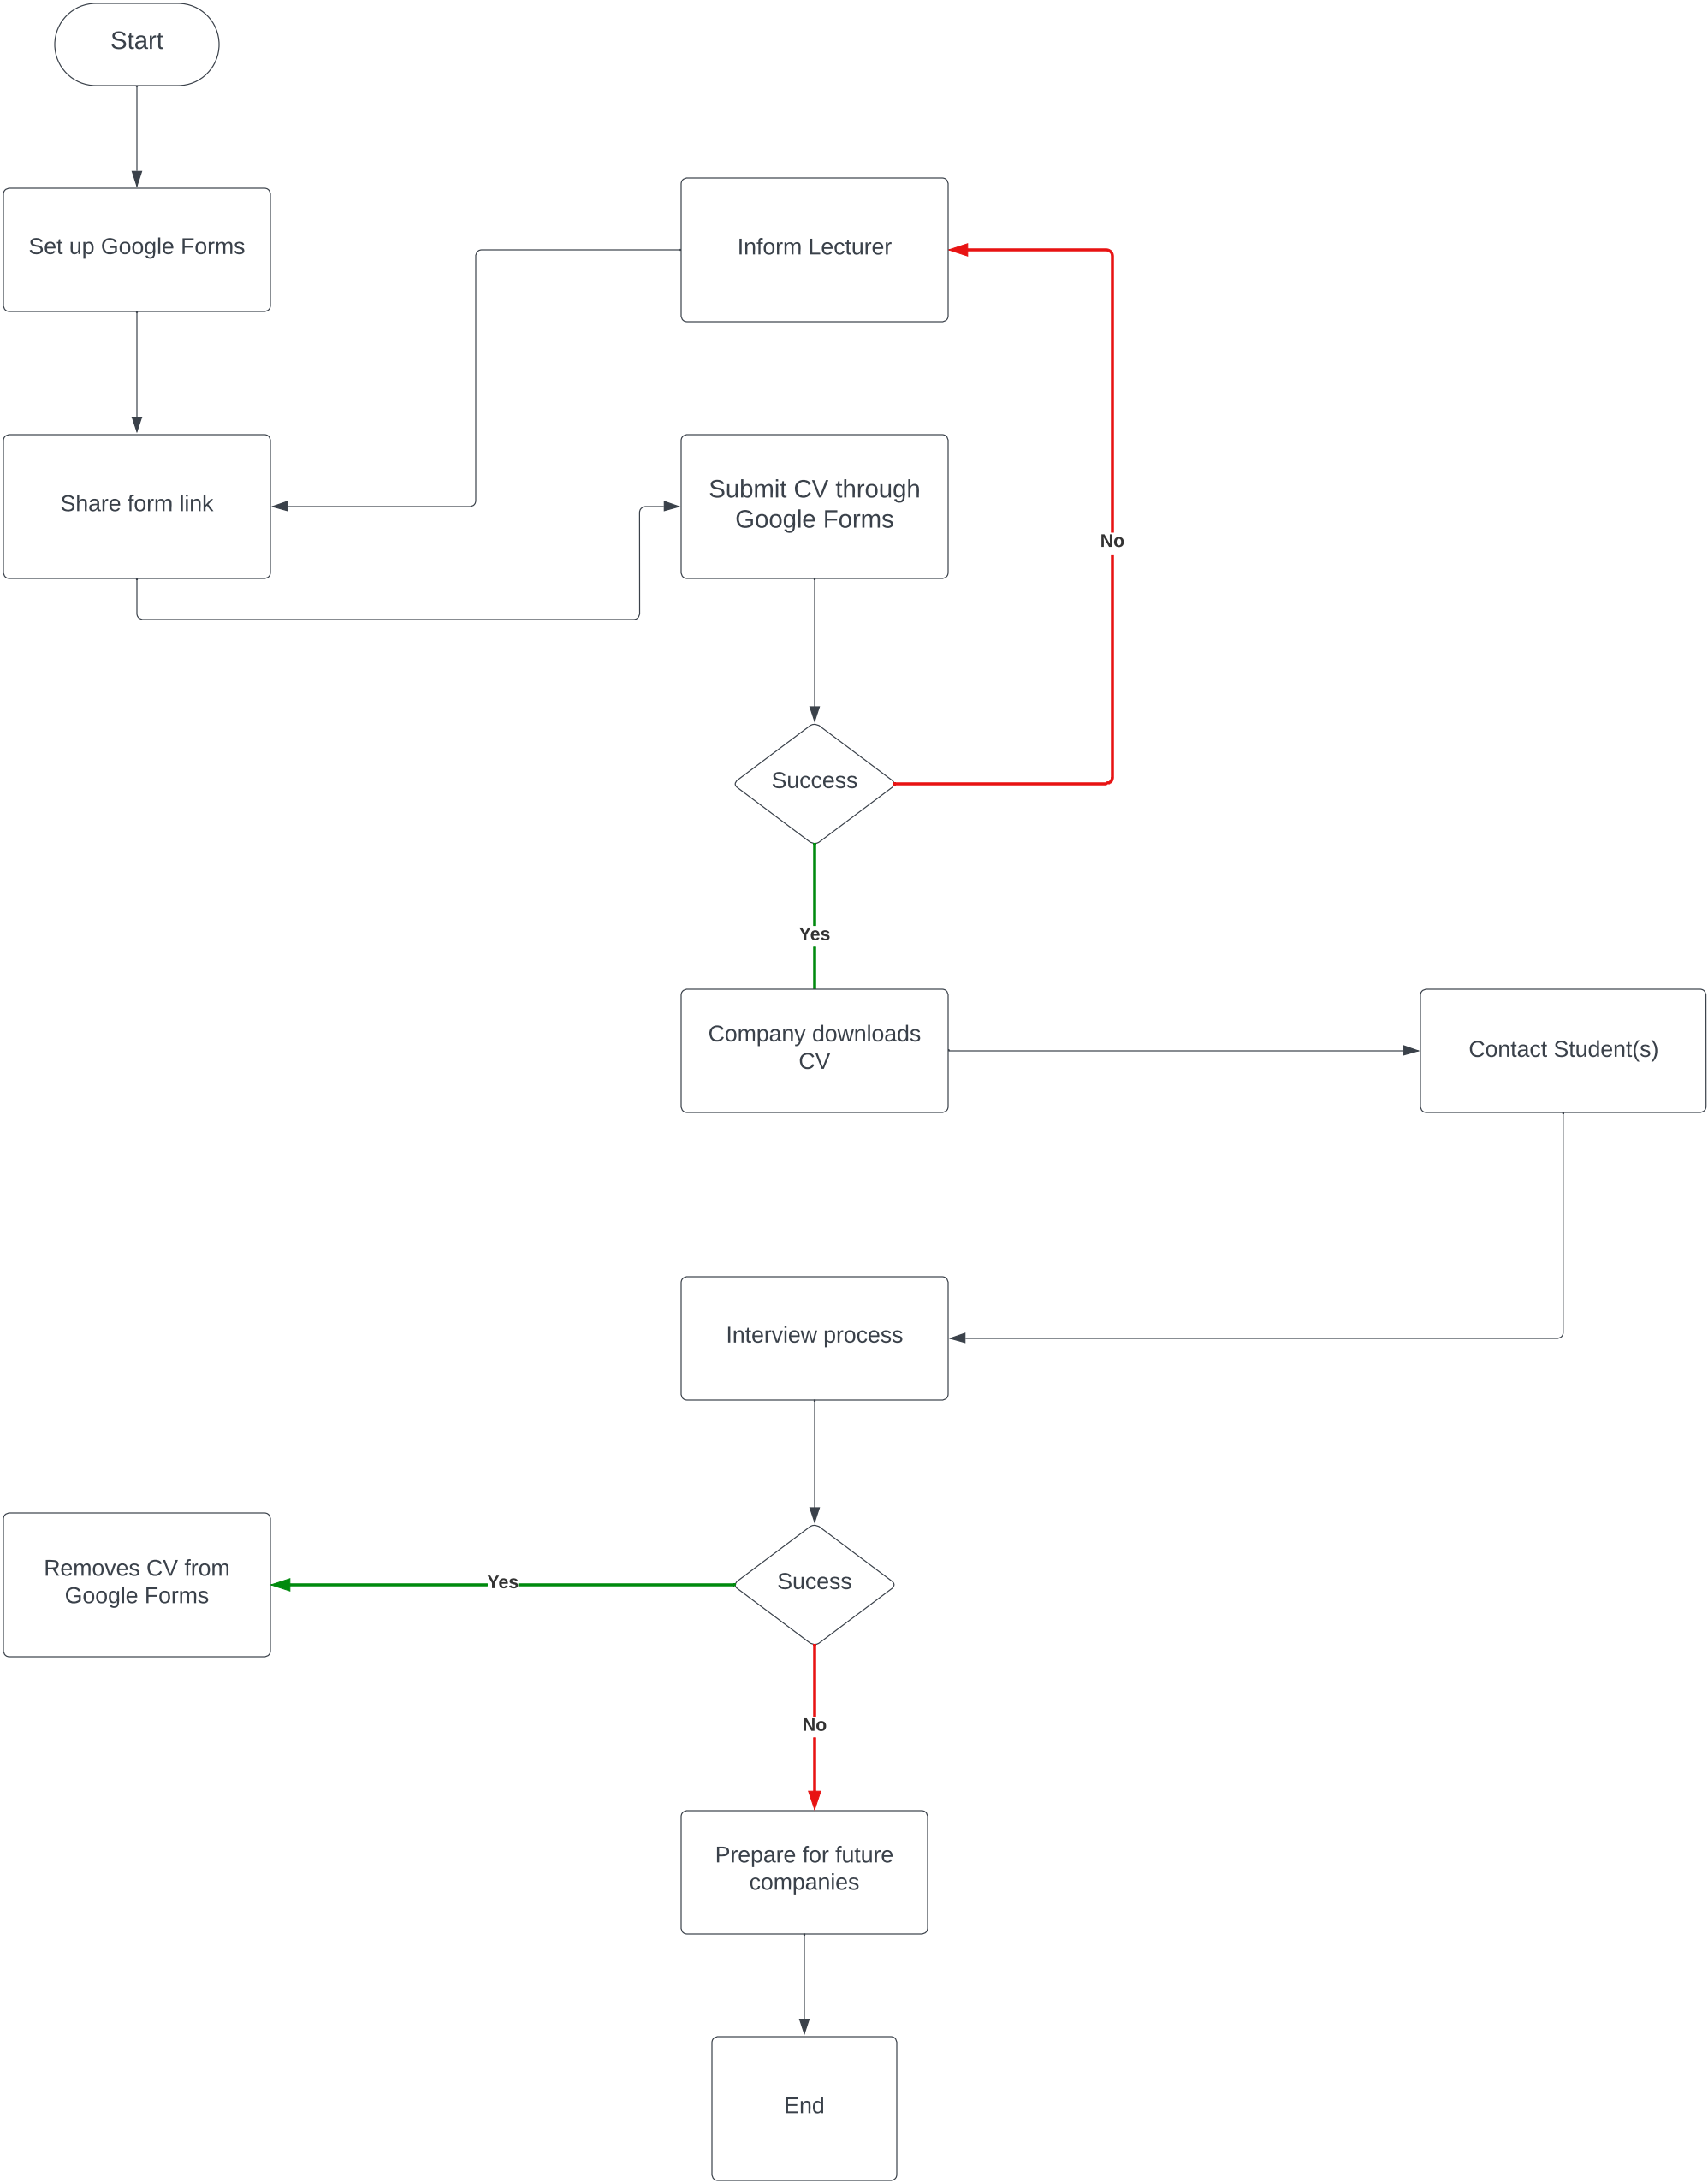 Start
Set up Google Forms
Inform Lecturer
Share form link
Submit CV through
Google Forms
No
Success
Yes
Company downloads
CV
Contact Student(s)
Interview process
Removes CV from
Google Forms
Yes
Sucess
No
Prepare for future
companies
End